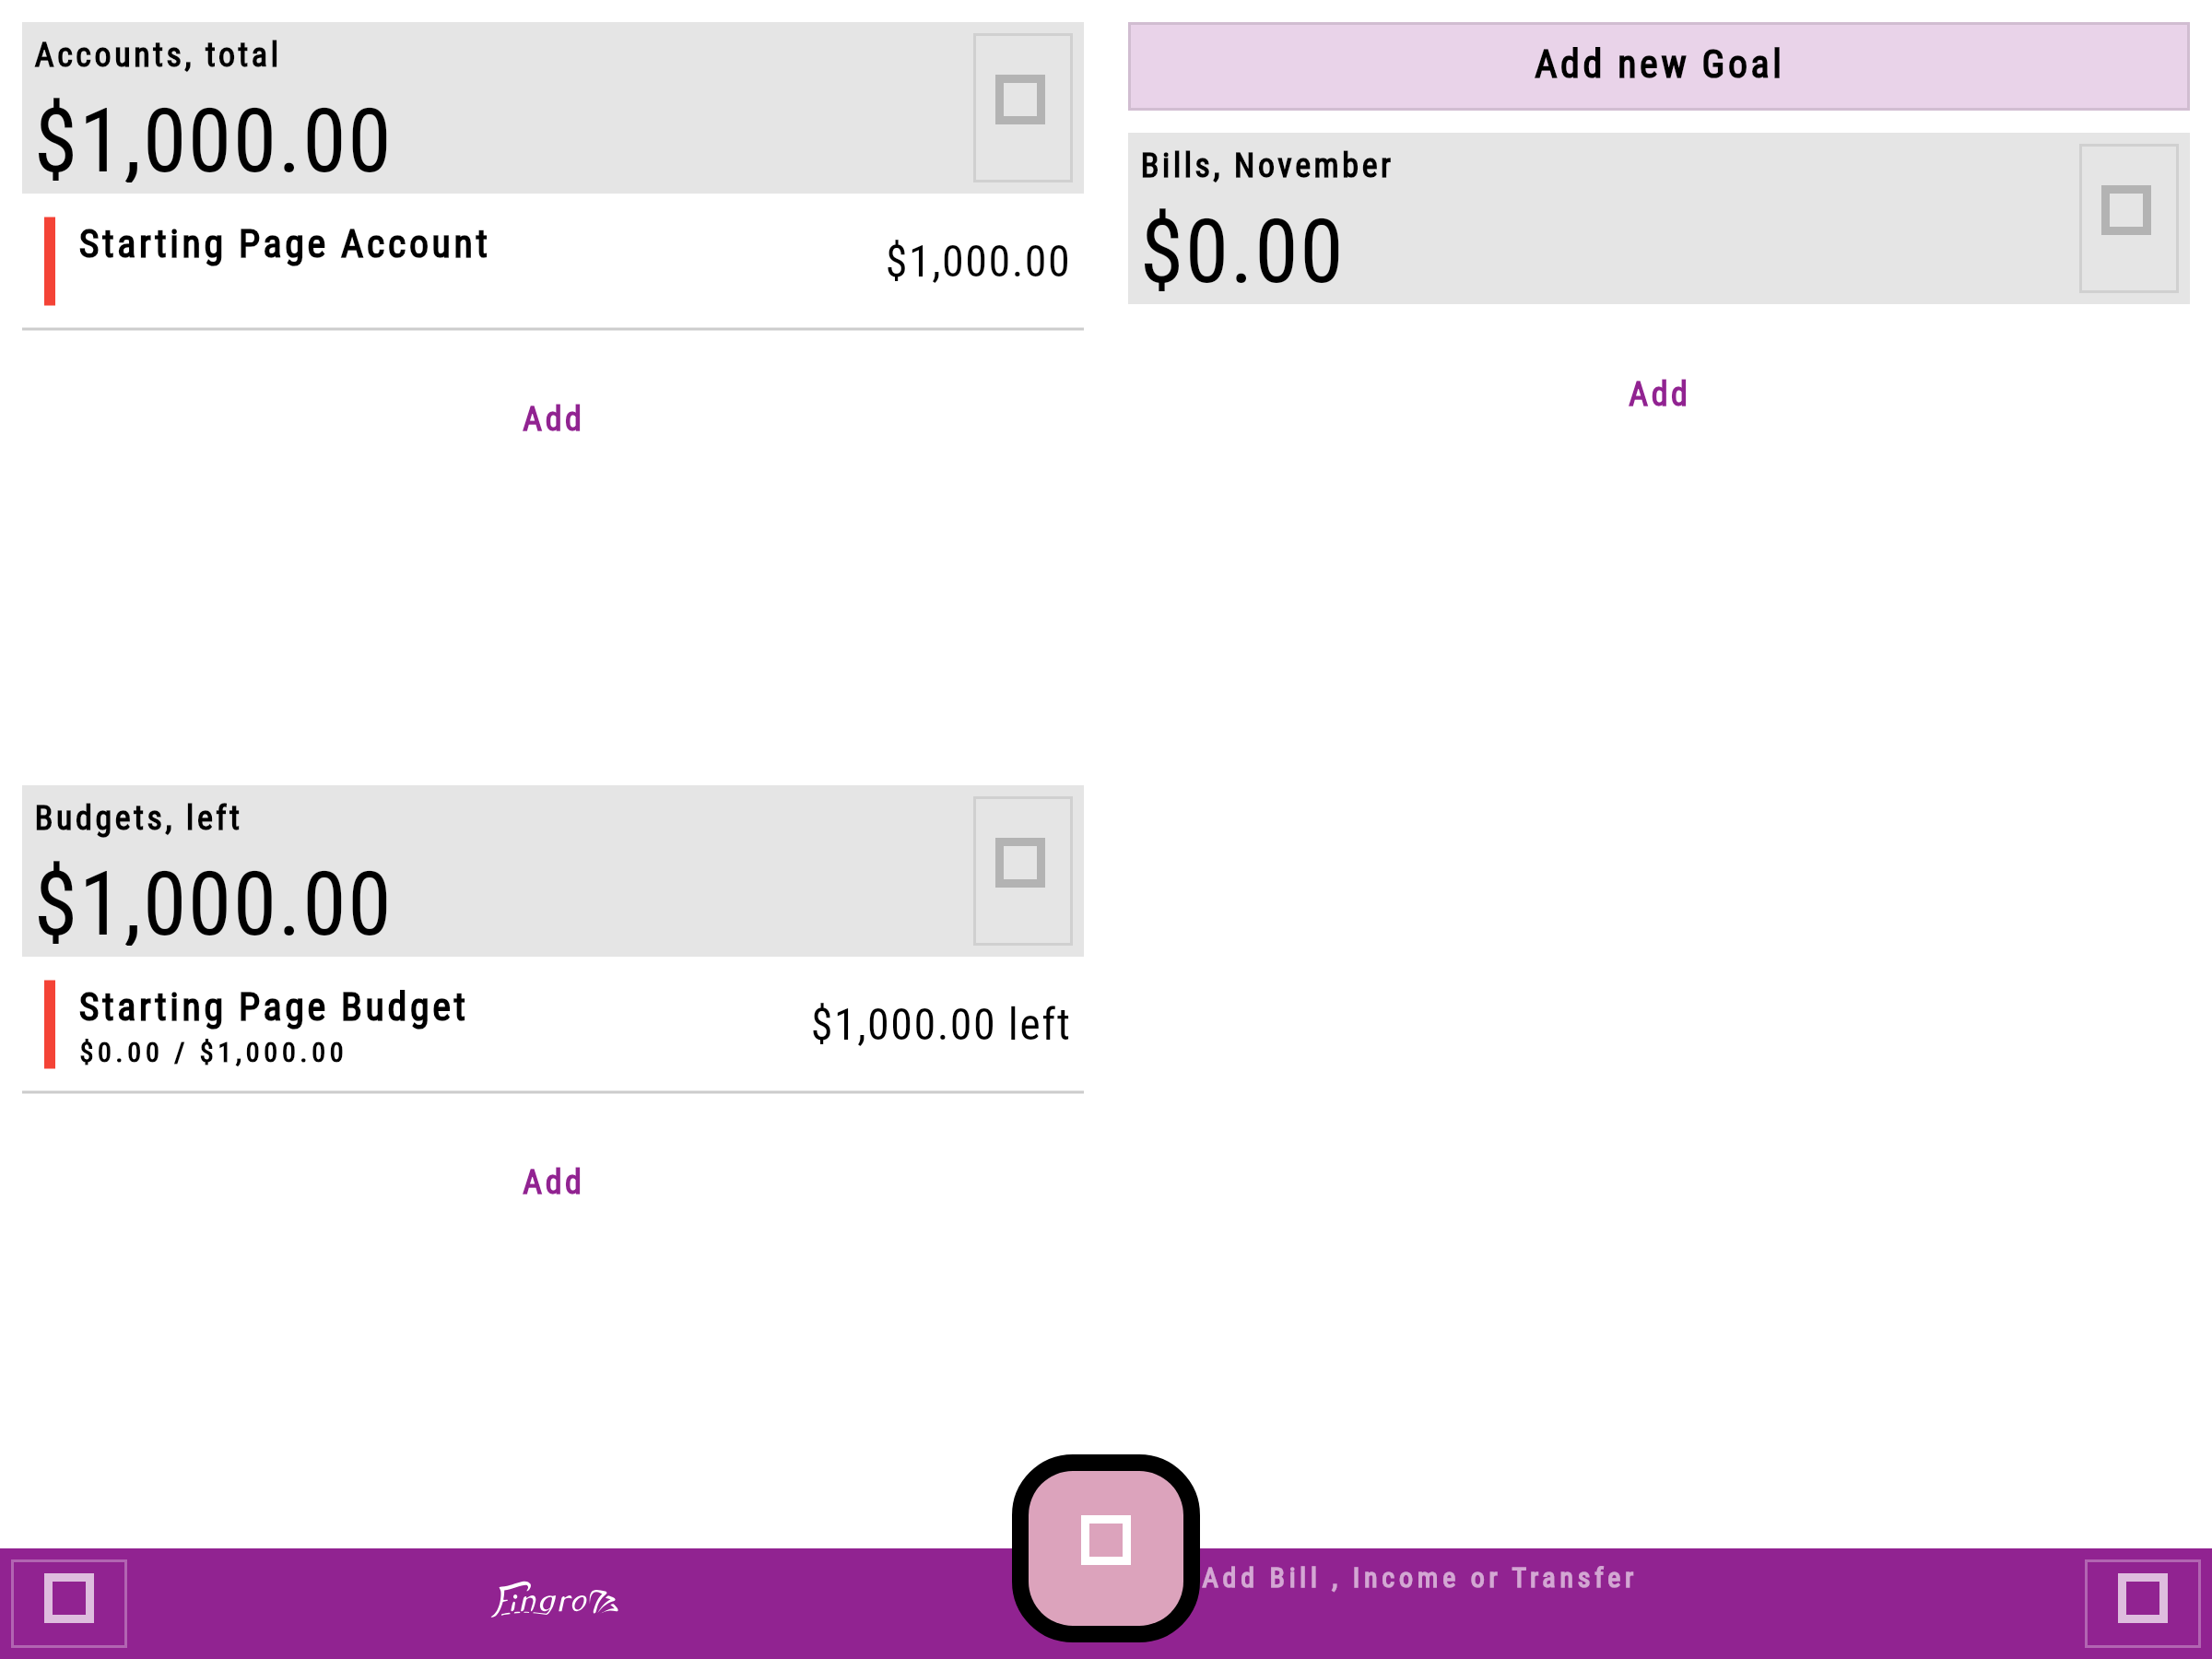 Accounts, total
$1,000.00
Starting Page Account
$1,000.00
Add
Budgets, left
$1,000.00
Starting Page Budget
$0.00 / $1,000.00
$1,000.00 left
Add
Add new Goal
Bills, November
$0.00
Add
Fingro
Add Bill , Income or Transfer